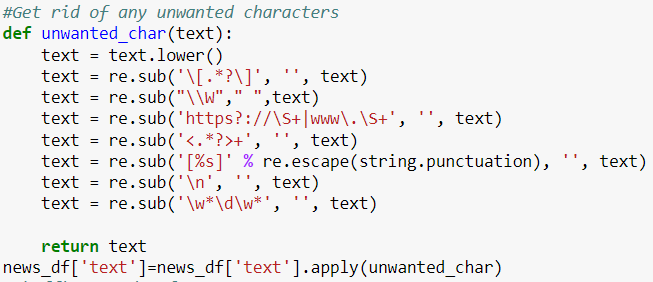 #Get rid of any unwanted characters
def unwanted_char(text):
    text = text.lower()
    text = re.sub('\[.*?\]', '', text)
    text = re.sub("\\W"," ",text)
    text = re.sub('https?://\S+|www\.\S+', '', text)
    text = re.sub('<.*?>+', '', text)
    text = re.sub('[%s]' % re.escape(string.punctuation), '', text)
    text = re.sub('\n', '', text)
    text = re.sub('\w*\d\w*', '', text)
    return text
news_df['text']=news_df['text'].apply(unwanted_char)